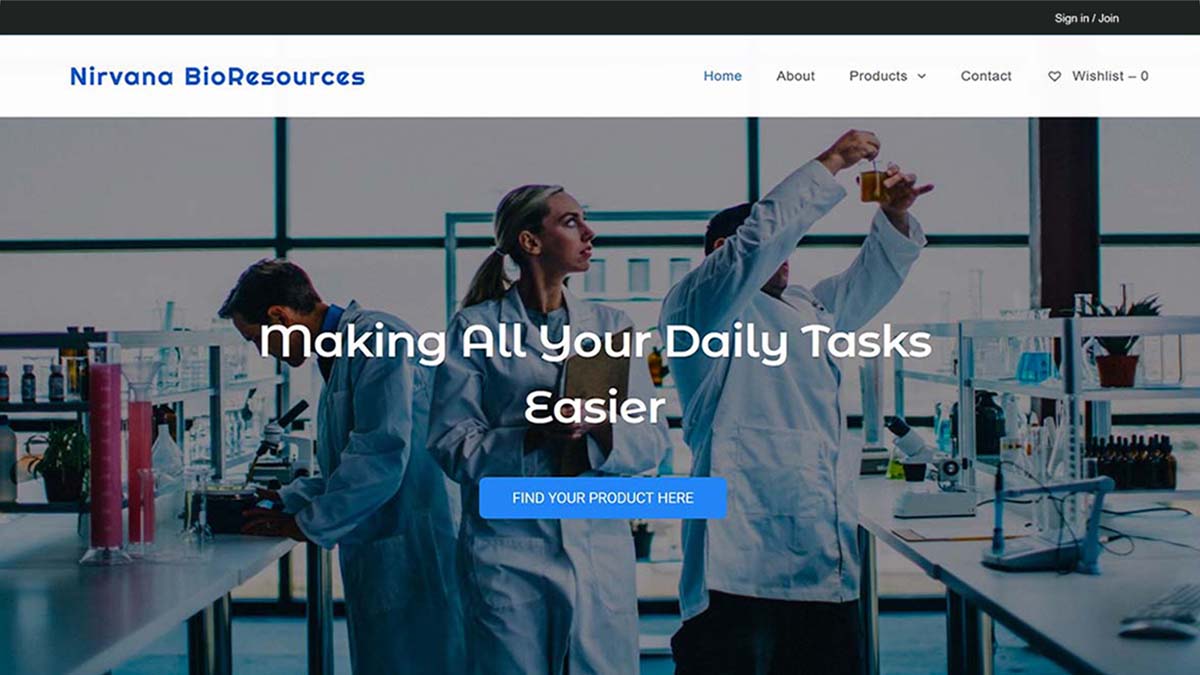 Sign in / Join
Nirvana BioResources
Home
About
Products
Contact
Wishlist – 0
Making All Your Daily Tasks
Easier
FIND YOUR PRODUCT HERE